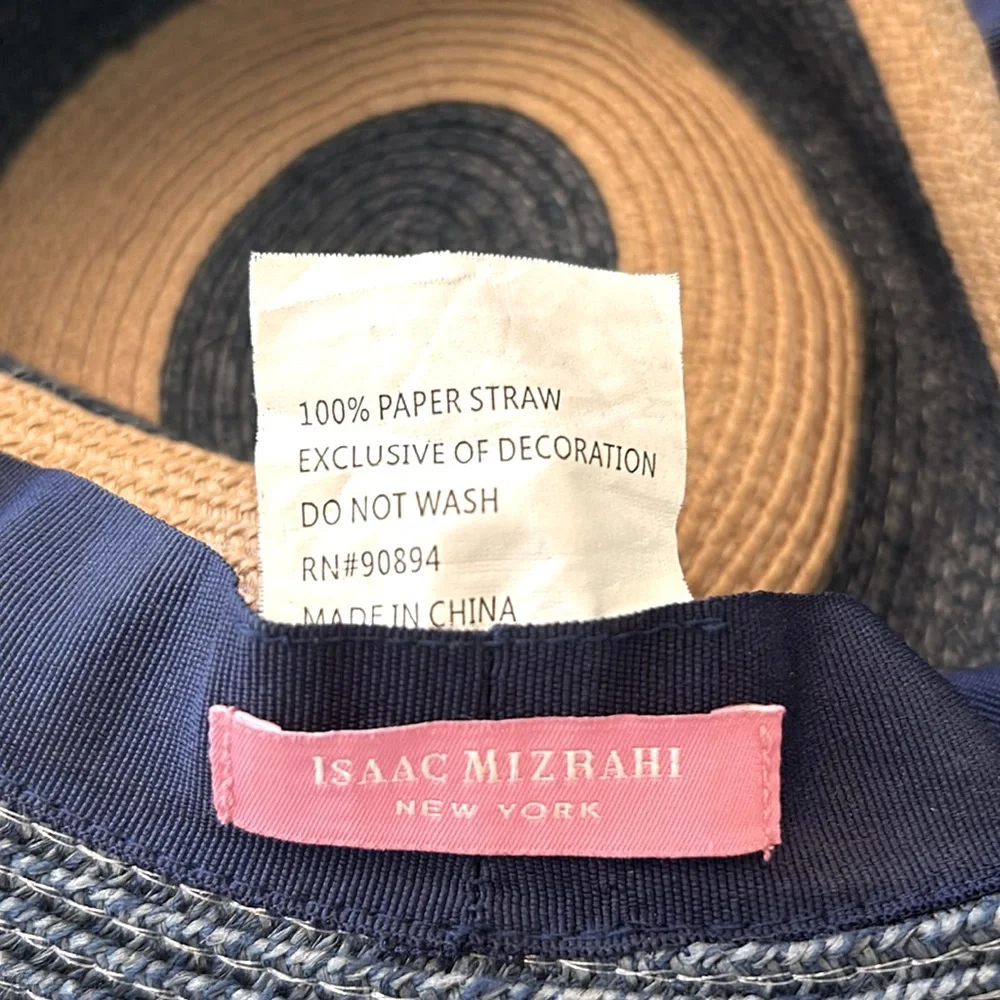 100% PAPER STRAW
EXCLUSIVE OF DECORATION
DO NOT WASH
RN#90894
MADE IN CHINA
ISAAC MIZRAHI
NEW YORK